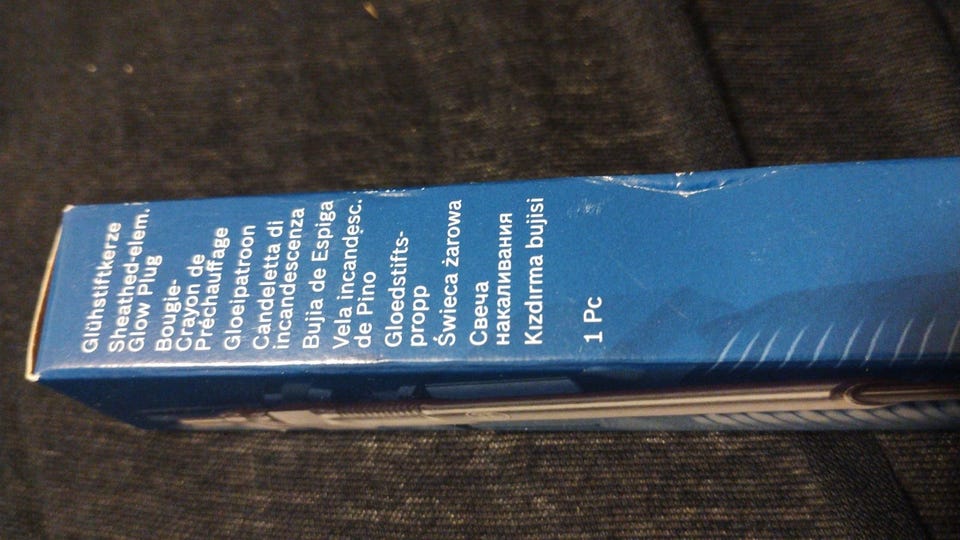 Glühstiftkerze
Sheathed-elem.
Glow Plug
Bougie-
Crayon de
Préchauffage
Gloeipatroon
Candeletta di
incandescenza
Bujia de Espiga
Vela incandesc.
de Pino
Gloedstifts-
propp
Świeca żarowa
Свеча
накаливания
Kızdırma bujisi
1 Pc